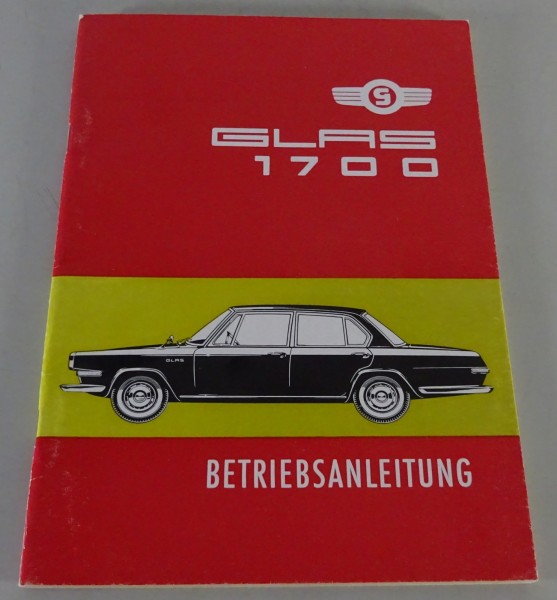 G
GLAS
1700
GLAS
BETRIEBSANLEITUNG